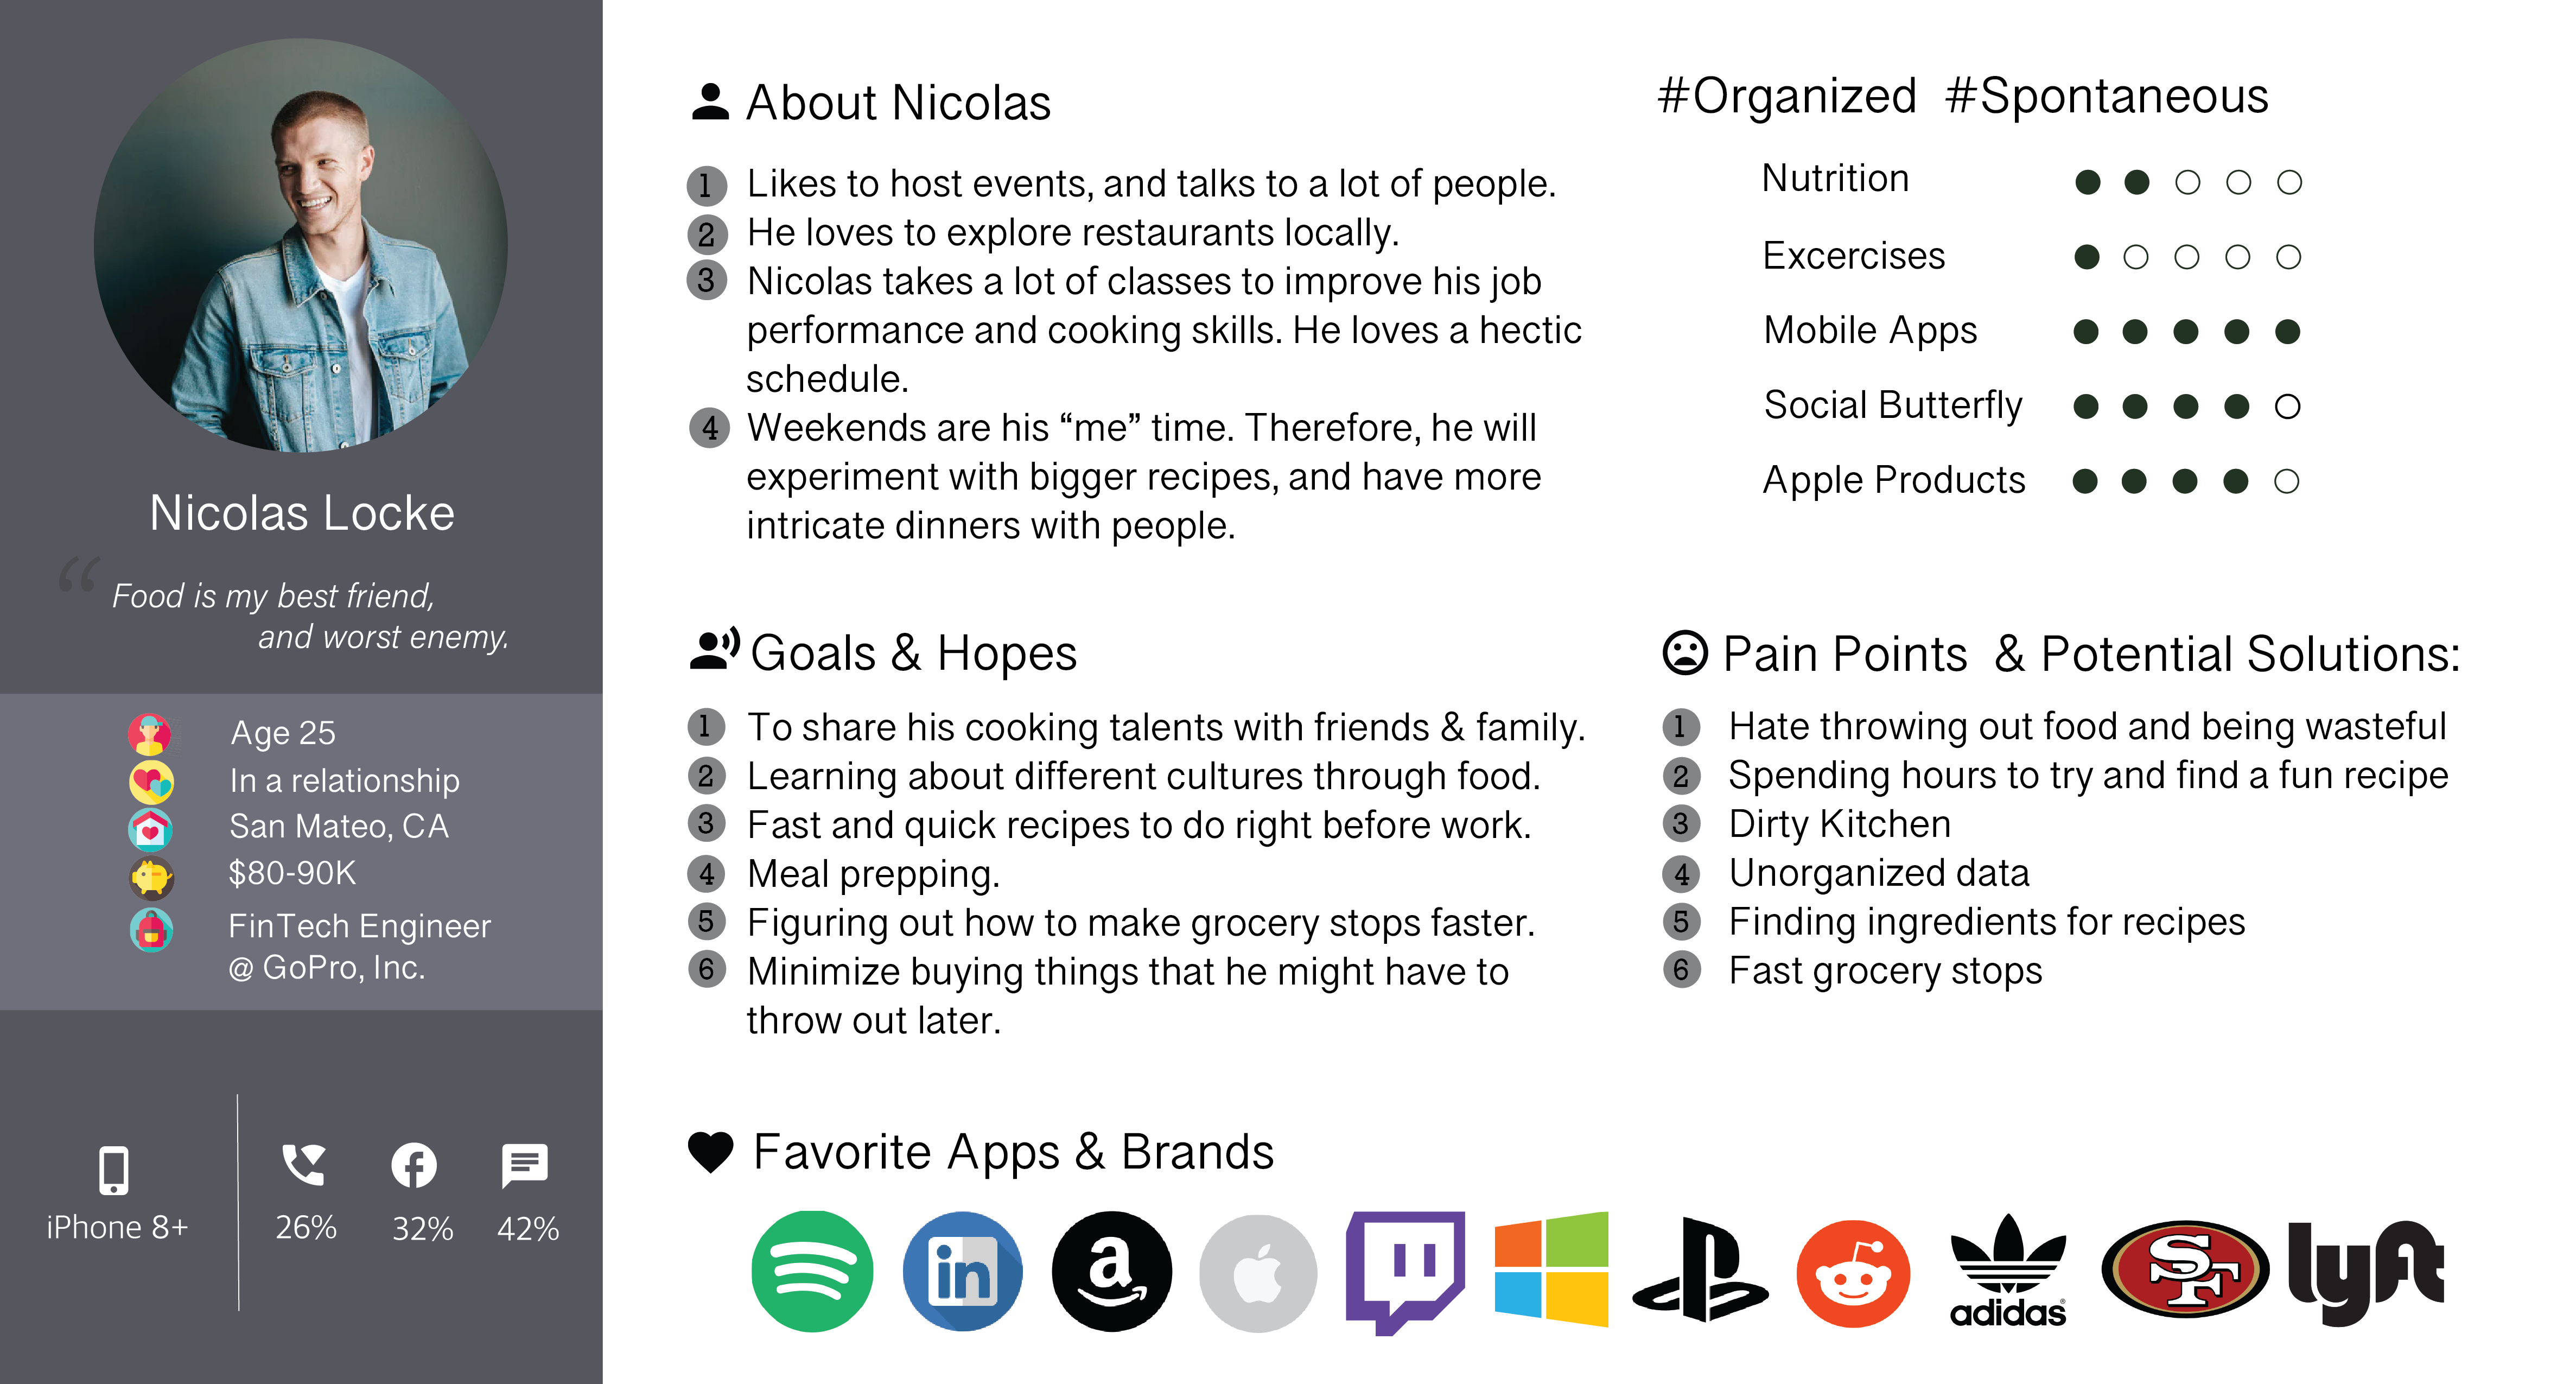 Nicolas Locke
“ Food is my best friend,
and worst enemy.
Age 25
In a relationship
San Mateo, CA
$80-90K
FinTech Engineer
@ GoPro, Inc.
iPhone 8+
26% 32% 42%
About Nicolas
1 Likes to host events, and talks to a lot of people.
2 He loves to explore restaurants locally.
3 Nicolas takes a lot of classes to improve his job
performance and cooking skills. He loves a hectic
schedule.
4 Weekends are his “me” time. Therefore, he will
experiment with bigger recipes, and have more
intricate dinners with people.
#Organized #Spontaneous
Nutrition
Excercises
Mobile Apps
Social Butterfly
Apple Products
Goals & Hopes
1 To share his cooking talents with friends & family.
2 Learning about different cultures through food.
3 Fast and quick recipes to do right before work.
4 Meal prepping.
5 Figuring out how to make grocery stops faster.
6 Minimize buying things that he might have to
throw out later.
Pain Points & Potential Solutions:
1 Hate throwing out food and being wasteful
2 Spending hours to try and find a fun recipe
3 Dirty Kitchen
4 Unorganized data
5 Finding ingredients for recipes
6 Fast grocery stops
Favorite Apps & Brands
in a adidas® SF lyft